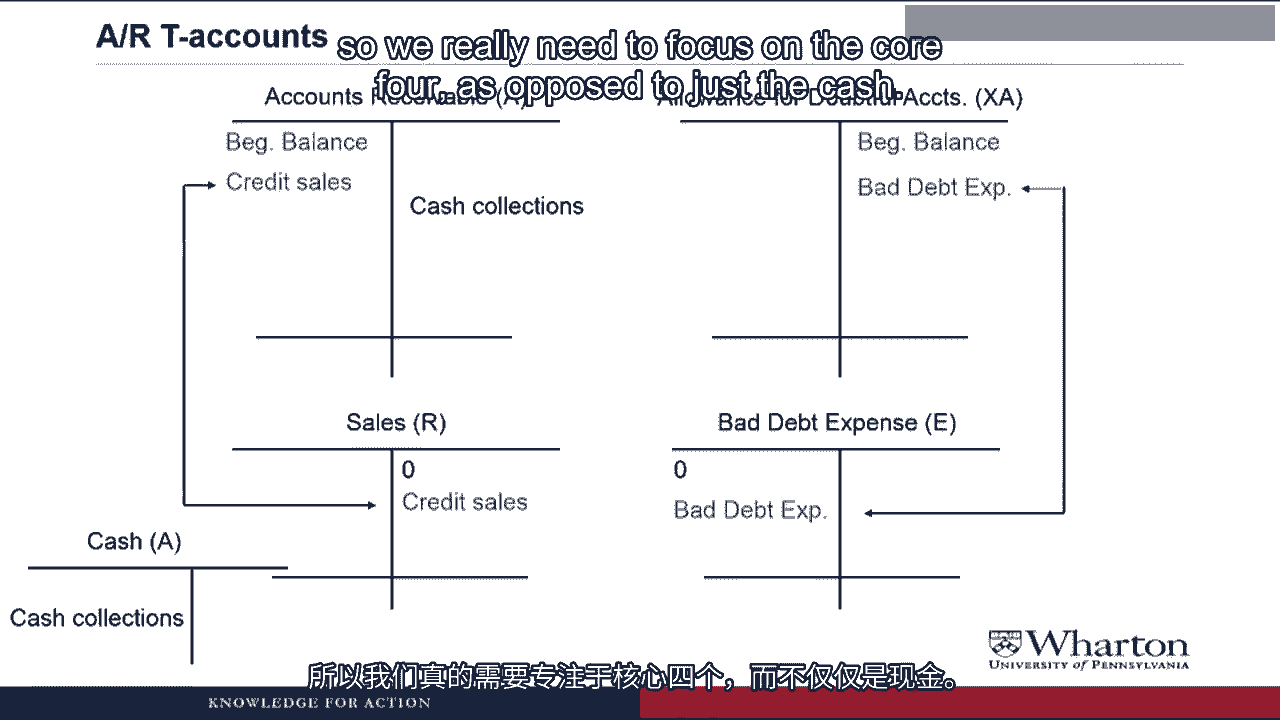 A/R T-accounts
so we really need to focus on the core
four, as opposed to just the cash.
Accounts Receivable (A)
Allowance for Doubtful Accts. (XA)
Beg. Balance
Credit sales
Cash collections
Beg. Balance
Bad Debt Exp.
Sales (R)
0
Credit sales
Bad Debt Expense (E)
0
Bad Debt Exp.
Cash (A)
Cash collections
Wharton
UNIVERSITY of PENNSYLVANIA
所以我们真的需要专注于核心四个，而不仅仅是现金。
KNOWLEDGE FOR ACTION